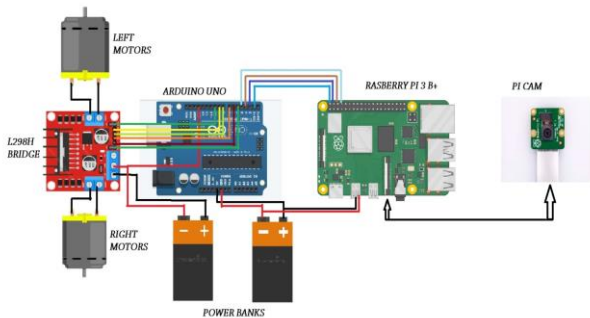 LEFT
MOTORS
ARDUINO UNO
RASBERRY PI 3 B+
PI CAM
L298H
BRIDGE
RIGHT
MOTORS
- +
- +
POWER BANKS